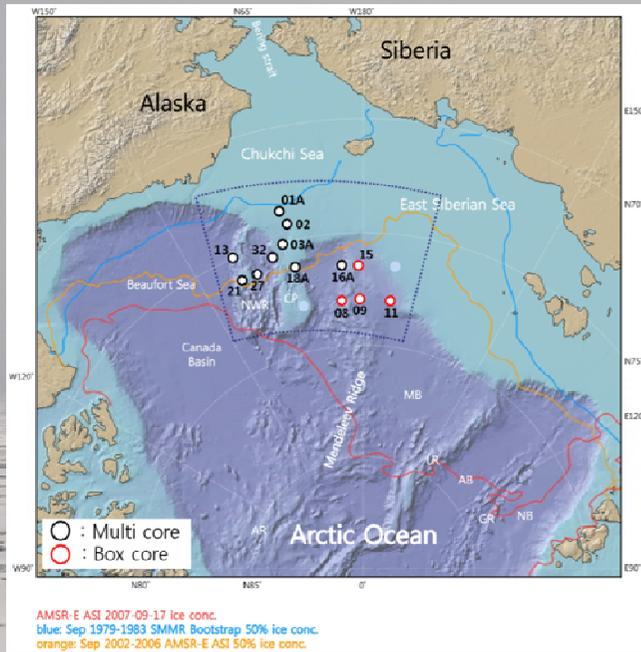 W150° N65° W180°
Bering strait
Siberia
Alaska
E150°
Chukchi Sea
01A
East Siberian Sea
N70°
02
03A
13 32 15
18A 16A
Beaufort Sea
21 27
NWR CP
08 09 11
Canada
Basin
N75°
W120°
Mendeleev Ridge
MB
E120°
LR
AB
GR NB
AR
Arctic Ocean
: Multi core
: Box core
W90° E90°
N80° N85° 0°
AMSR-E ASI 2007-09-17 ice conc.
blue: Sep 1979-1983 SMMR Bootstrap 50% ice conc.
orange: Sep 2002-2006 AMSR-E ASI 50% ice conc.